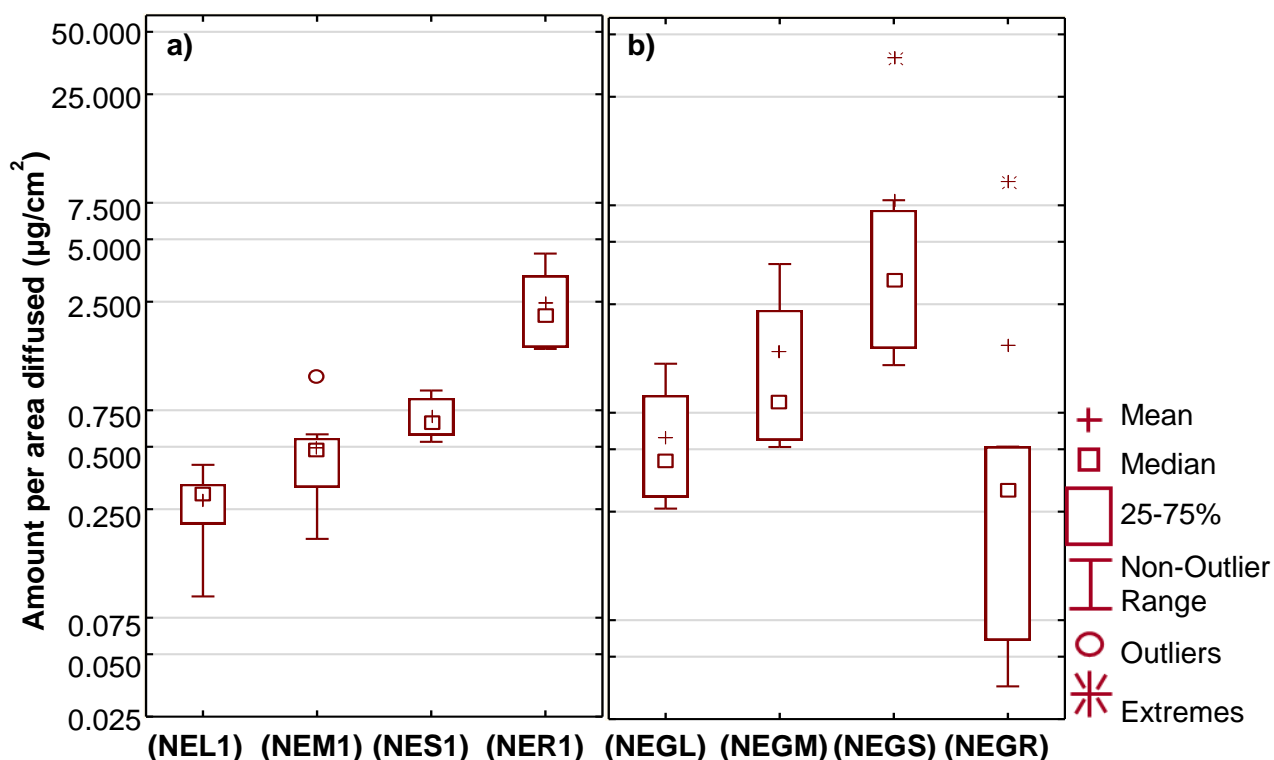 Amount per area diffused (µg/cm²)
50.000
25.000
7.500
5.000
2.500
0.750
0.500
0.250
0.075
0.050
0.025
a)
b)
(NEL1) (NEM1) (NES1) (NER1) (NEGL) (NEGM) (NEGS) (NEGR)
Mean
Median
25-75%
Non-Outlier
Range
Outliers
Extremes